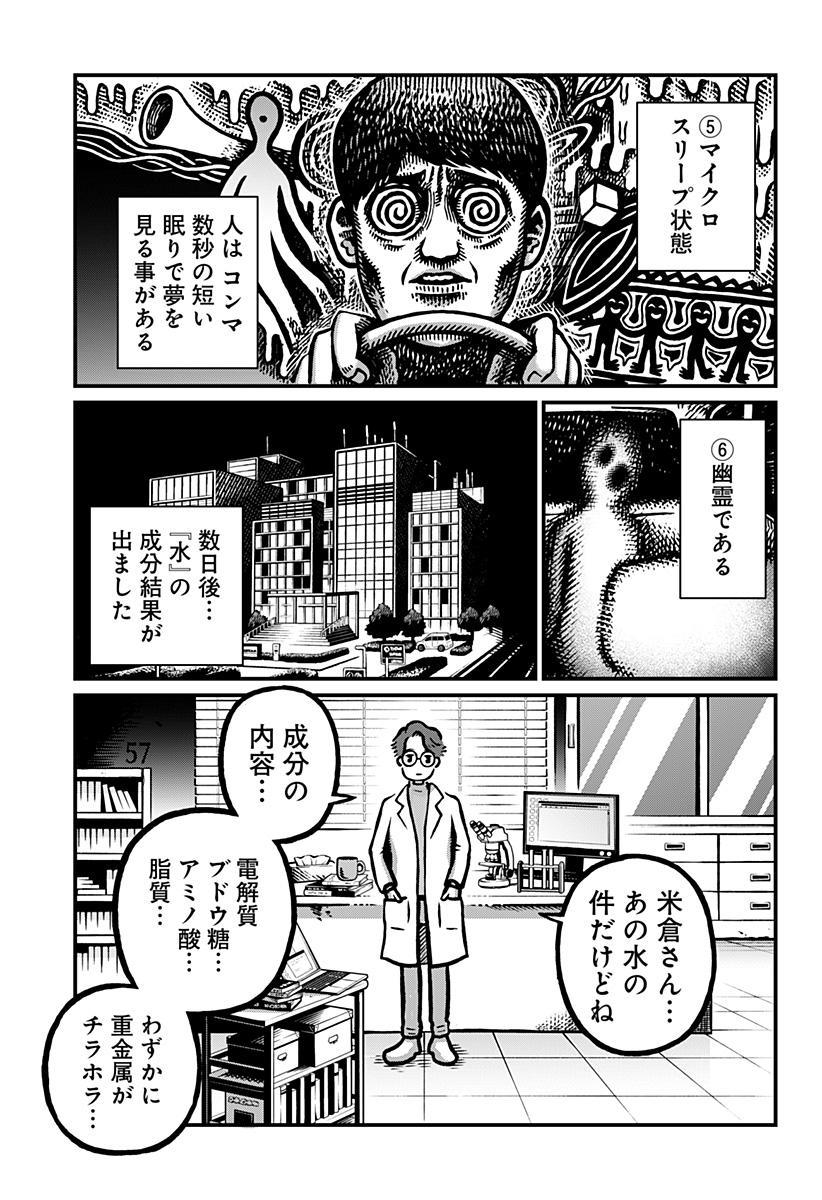 ⑤マイクロ
スリープ状態
人は コンマ
数秒の短い
眠りで夢を
見る事がある
⑥幽霊である
数日後…
『水』の
成分結果が
出ました
米倉さん…
あの水の
件だけどね
成分の
内容…
電解質
ブドウ糖…
アミノ酸…
脂質…
わずかに
重金属が
チラホラ…
57